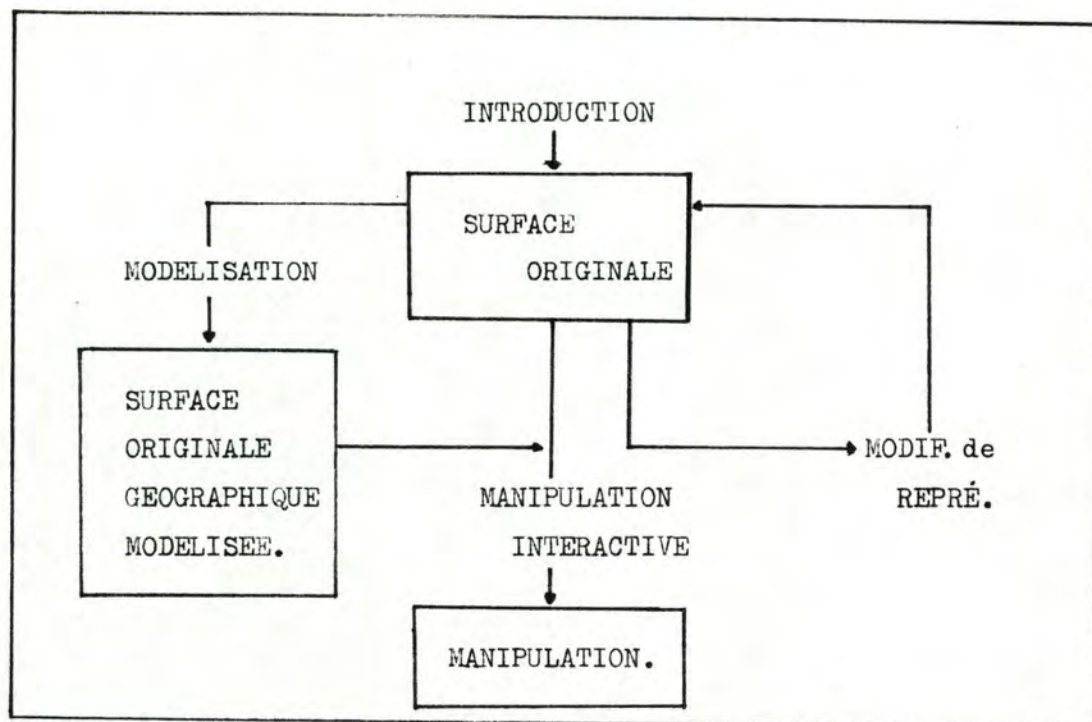 INTRODUCTION
SURFACE
ORIGINALE
MODELISATION
SURFACE
ORIGINALE
GEOGRAPHIQUE
MODELISEE.
MANIPULATION
INTERACTIVE
MODIF. de
REPRÉ.
MANIPULATION.